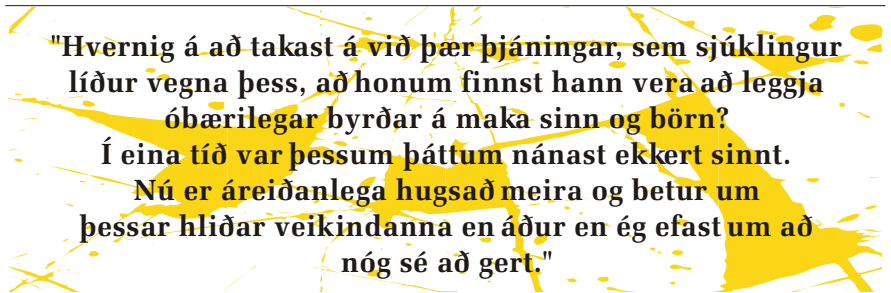 "Hvernig á að takast á við þær þjáningar, sem sjúklingur
líður vegna þess, að honum finnst hann vera að leggja
óbærilegar byrðar á maka sinn og börn?
Í eina tíð var þessum þáttum nánast ekkert sinnt.
Nú er áreiðanlega hugsað meira og betur um
þessar hliðar veikindanna en áður en ég efast um að
nóg sé að gert."